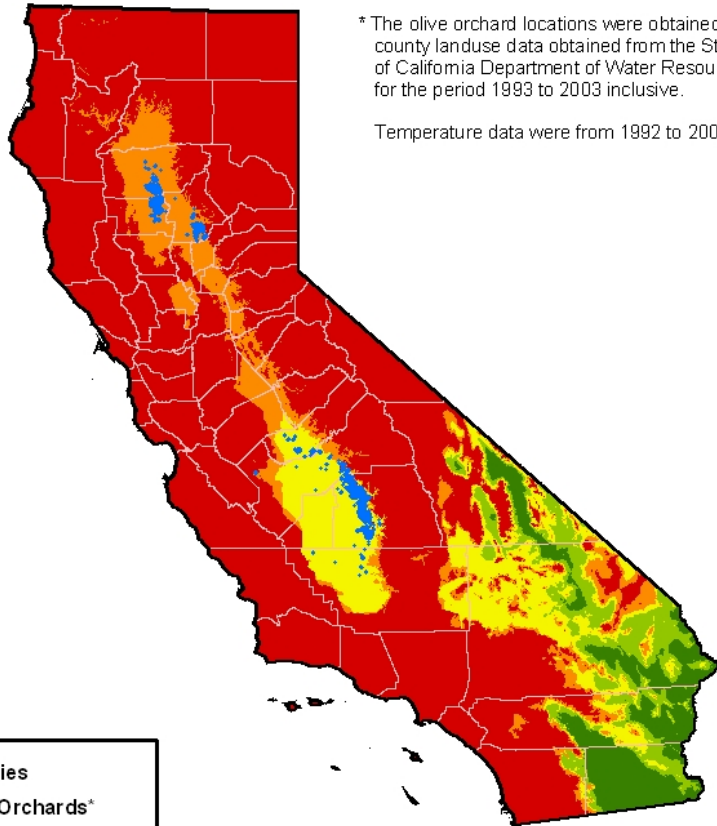 * The olive orchard locations were obtained
county landuse data obtained from the St
of California Department of Water Resou
for the period 1993 to 2003 inclusive.
Temperature data were from 1992 to 200
ies
Orchards*